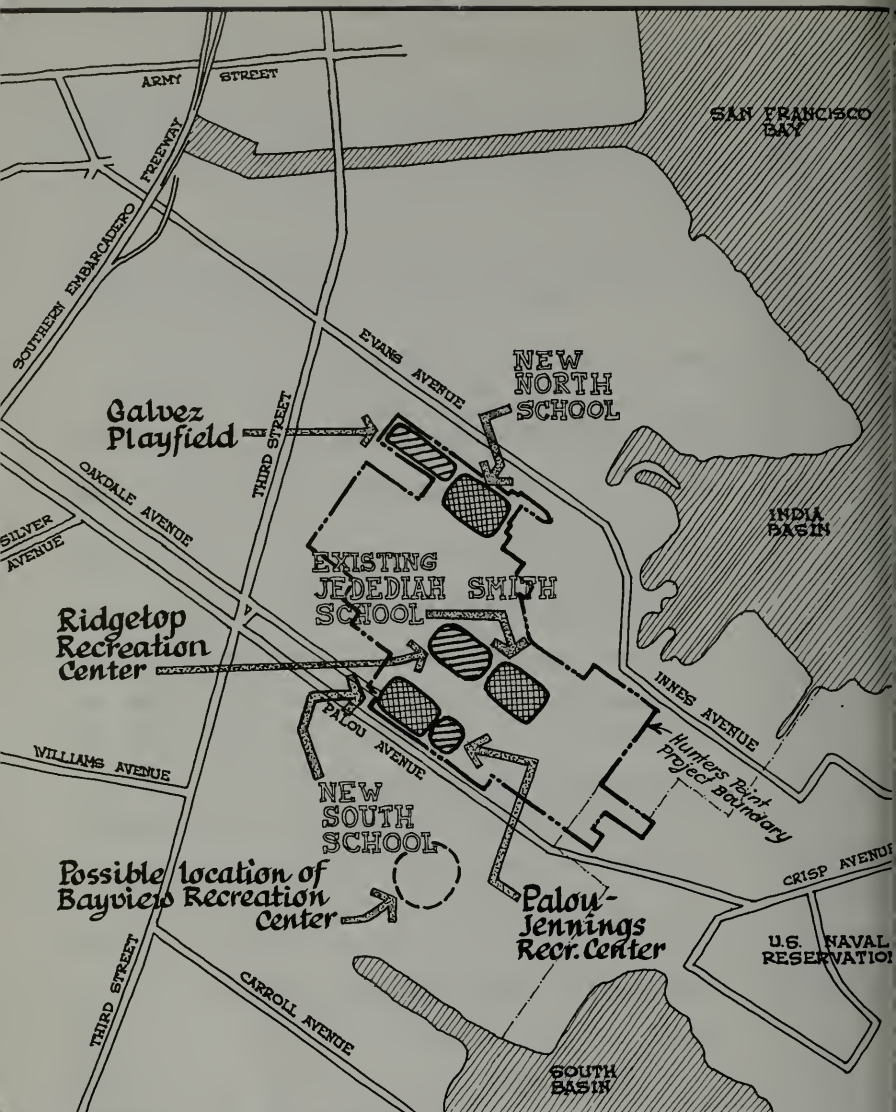 ARMY STREET
SAN FRANCISCO
BAY
FREEWAY
SOUTHERN EMBARCADERO
EVANS AVENUE
NEW
NORTH
SCHOOL
Galvez
Playfield
THIRD STREET
OAKDALE AVENUE
SILVER
AVENUE
INDIA
BASIN
EXISTING
JEDEDIAH SMITH
SCHOOL
Ridgetop
Recreation
Center
INNES AVENUE
PALOU AVENUE
Hunters Point
Project Boundary
WILLIAMS AVENUE
NEW
SOUTH
SCHOOL
Possible location of
Bayview Recreation
Center
Palou-
Jennings
Recr. Center
CRISP AVENUE
U.S. NAVAL
RESERVATION
THIRD STREET
CARROLL AVENUE
SOUTH
BASIN